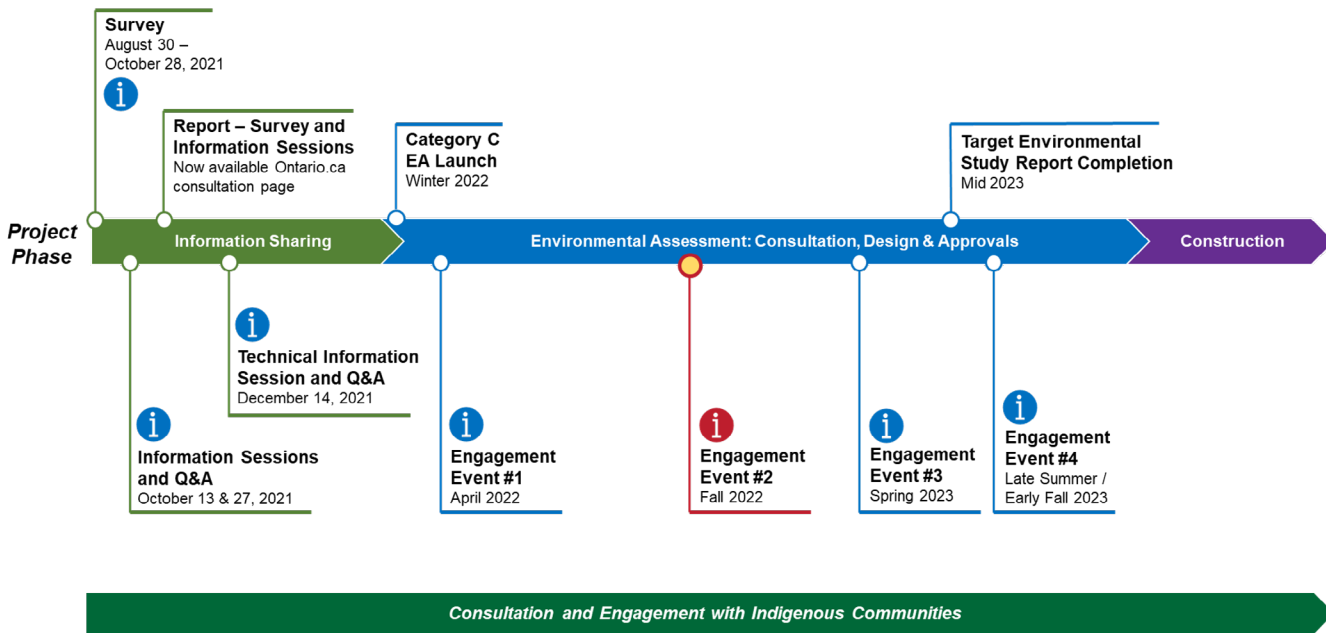 Survey
August 30 –
October 28, 2021
i
Report – Survey and
Information Sessions
Now available Ontario.ca
consultation page
Category C
EA Launch
Winter 2022
Target Environmental
Study Report Completion
Mid 2023
Project
Phase
Information Sharing
Environmental Assessment: Consultation, Design & Approvals
Construction
i
Technical Information
Session and Q&A
December 14, 2021
i
Information Sessions
and Q&A
October 13 & 27, 2021
i
Engagement
Event #1
April 2022
i
Engagement
Event #2
Fall 2022
i
Engagement
Event #3
Spring 2023
i
Engagement
Event #4
Late Summer /
Early Fall 2023
Consultation and Engagement with Indigenous Communities